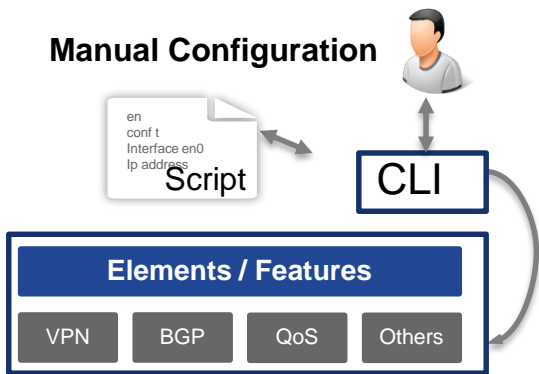 Manual Configuration
en
conf t
Interface en0
Ip address
Script
CLI
Elements / Features
VPN
BGP
QoS
Others